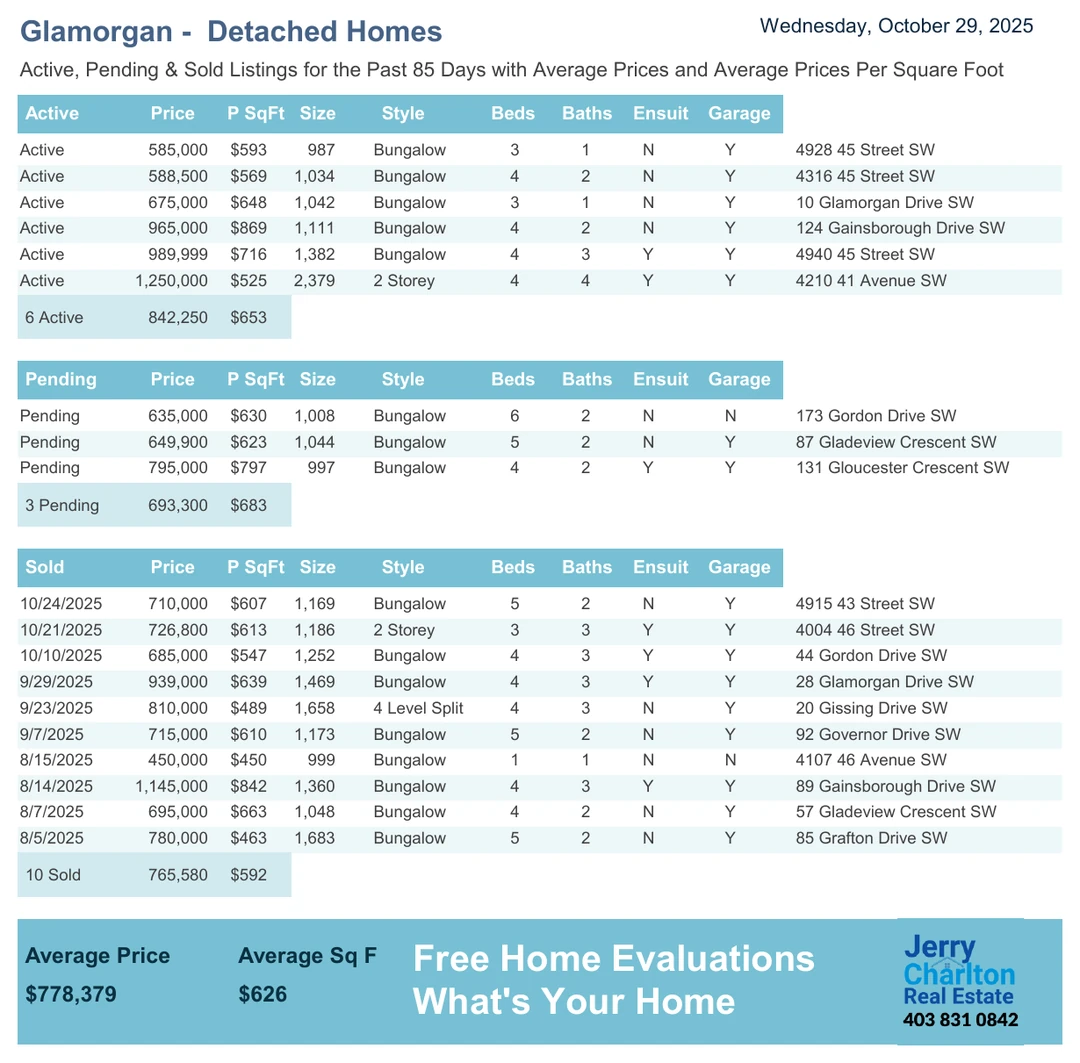 Glamorgan - Detached Homes
Wednesday, October 29, 2025
Active, Pending & Sold Listings for the Past 85 Days with Average Prices and Average Prices Per Square Foot
Active Price P SqFt Size Style Beds Baths Ensuit Garage
Active 585,000 $593 987 Bungalow 3 1 N Y 4928 45 Street SW
Active 588,500 $569 1,034 Bungalow 4 2 N Y 4316 45 Street SW
Active 675,000 $648 1,042 Bungalow 3 1 N Y 10 Glamorgan Drive SW
Active 965,000 $869 1,111 Bungalow 4 2 N Y 124 Gainsborough Drive SW
Active 989,999 $716 1,382 Bungalow 4 3 Y Y 4940 45 Street SW
Active 1,250,000 $525 2,379 2 Storey 4 4 Y Y 4210 41 Avenue SW
6 Active 842,250 $653
Pending Price P SqFt Size Style Beds Baths Ensuit Garage
Pending 635,000 $630 1,008 Bungalow 6 2 N N 173 Gordon Drive SW
Pending 649,900 $623 1,044 Bungalow 5 2 N Y 87 Gladeview Crescent SW
Pending 795,000 $797 997 Bungalow 4 2 Y Y 131 Gloucester Crescent SW
3 Pending 693,300 $683
Sold Price P SqFt Size Style Beds Baths Ensuit Garage
10/24/2025 710,000 $607 1,169 Bungalow 5 2 N Y 4915 43 Street SW
10/21/2025 726,800 $613 1,186 2 Storey 3 3 Y Y 4004 46 Street SW
10/10/2025 685,000 $547 1,252 Bungalow 4 3 Y Y 44 Gordon Drive SW
9/29/2025 939,000 $639 1,469 Bungalow 4 3 Y Y 28 Glamorgan Drive SW
9/23/2025 810,000 $489 1,658 4 Level Split 4 3 N Y 20 Gissing Drive SW
9/7/2025 715,000 $610 1,173 Bungalow 5 2 N Y 92 Governor Drive SW
8/15/2025 450,000 $450 999 Bungalow 1 1 N N 4107 46 Avenue SW
8/14/2025 1,145,000 $842 1,360 Bungalow 4 3 Y Y 89 Gainsborough Drive SW
8/7/2025 695,000 $663 1,048 Bungalow 4 2 N Y 57 Gladeview Crescent SW
8/5/2025 780,000 $463 1,683 Bungalow 5 2 N Y 85 Grafton Drive SW
10 Sold 765,580 $592
Average Price Average Sq F
$778,379 $626
Free Home Evaluations
What's Your Home
Jerry
Charlton
Real Estate
403 831 0842